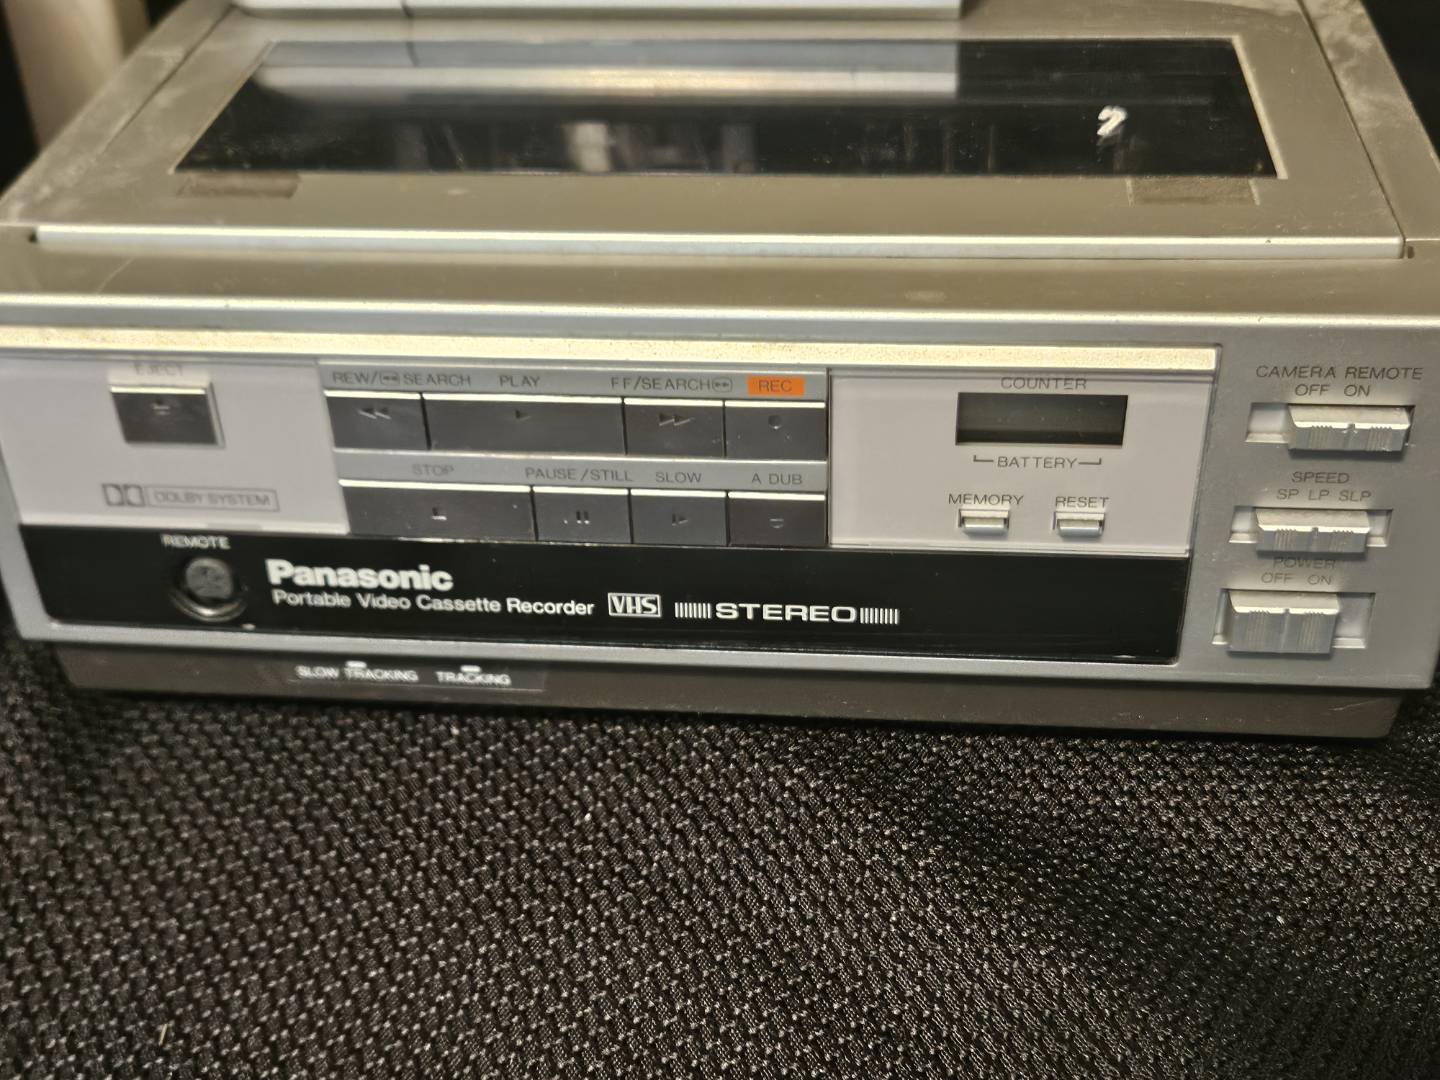 EJECT
REW/ SEARCH PLAY FF/SEARCH REC
COUNTER
CAMERA REMOTE
OFF ON
BATTERY
STOP PAUSE/STILL SLOW A DUB
SPEED
SP LP SLP
DOLBY SYSTEM
MEMORY RESET
REMOTE
POWER
OFF ON
Panasonic
Portable Video Cassette Recorder VHS STEREO
SLOW TRACKING TRACKING